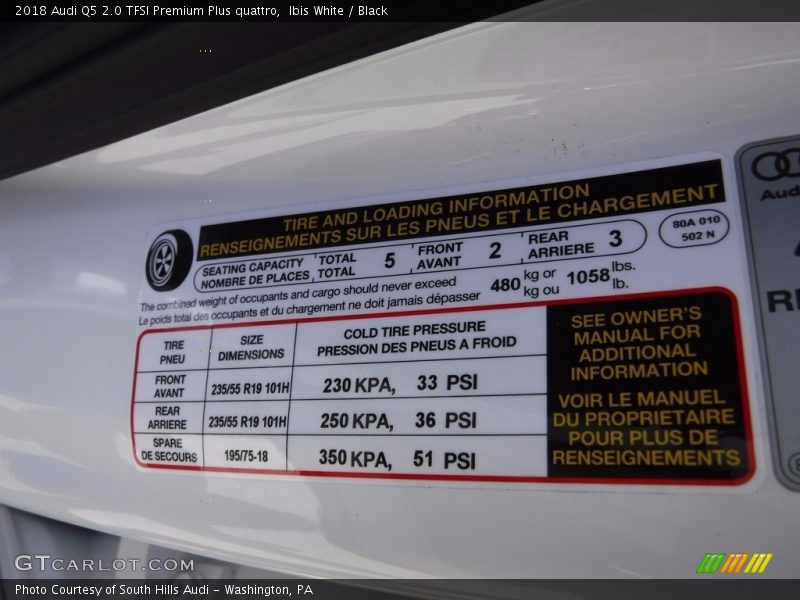 2018 Audi Q5 2.0 TFSI Premium Plus quattro, Ibis White / Black
TIRE AND LOADING INFORMATION
RENSEIGNEMENTS SUR LES PNEUS ET LE CHARGEMENT
SEATING CAPACITY TOTAL 5 FRONT 2 REAR 3
NOMBRE DE PLACES, TOTAL AVANT ARRIERE
80A 010
502 N
The combined weight of occupants and cargo should never exceed 480 kg or 1058 lbs.
Le poids total des occupants et du chargement ne doit jamais dépasser kg ou lb.
TIRE SIZE COLD TIRE PRESSURE
PNEU DIMENSIONS PRESSION DES PNEUS A FROID
FRONT
AVANT 235/55 R19 101H 230 KPA, 33 PSI
REAR
ARRIERE 235/55 R19 101H 250 KPA, 36 PSI
SPARE
DE SECOURS 195/75-18 350 KPA, 51 PSI
SEE OWNER'S
MANUAL FOR
ADDITIONAL
INFORMATION
VOIR LE MANUEL
DU PROPRIETAIRE
POUR PLUS DE
RENSEIGNEMENTS
GTCARLOT.COM
Photo Courtesy of South Hills Audi - Washington, PA